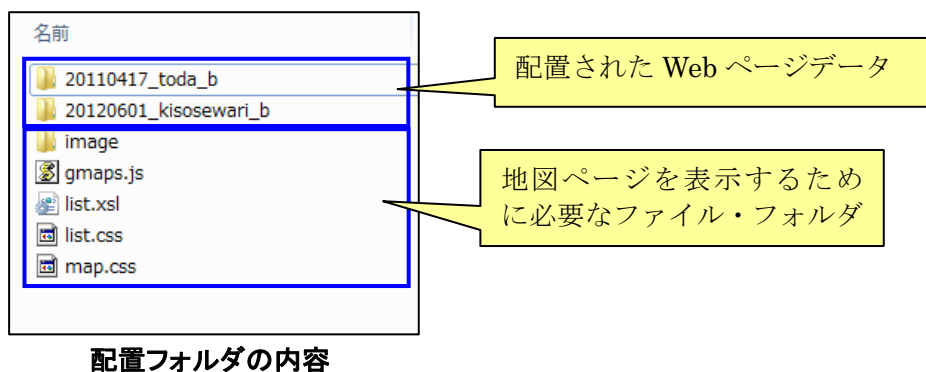 名前
20110417_toda_b
20120601_kisosewari_b
image
gmaps.js
list.xsl
list.css
map.css
配置された Web ページデータ
地図ページを表示するため
に必要なファイル・フォルダ
配置フォルダの内容